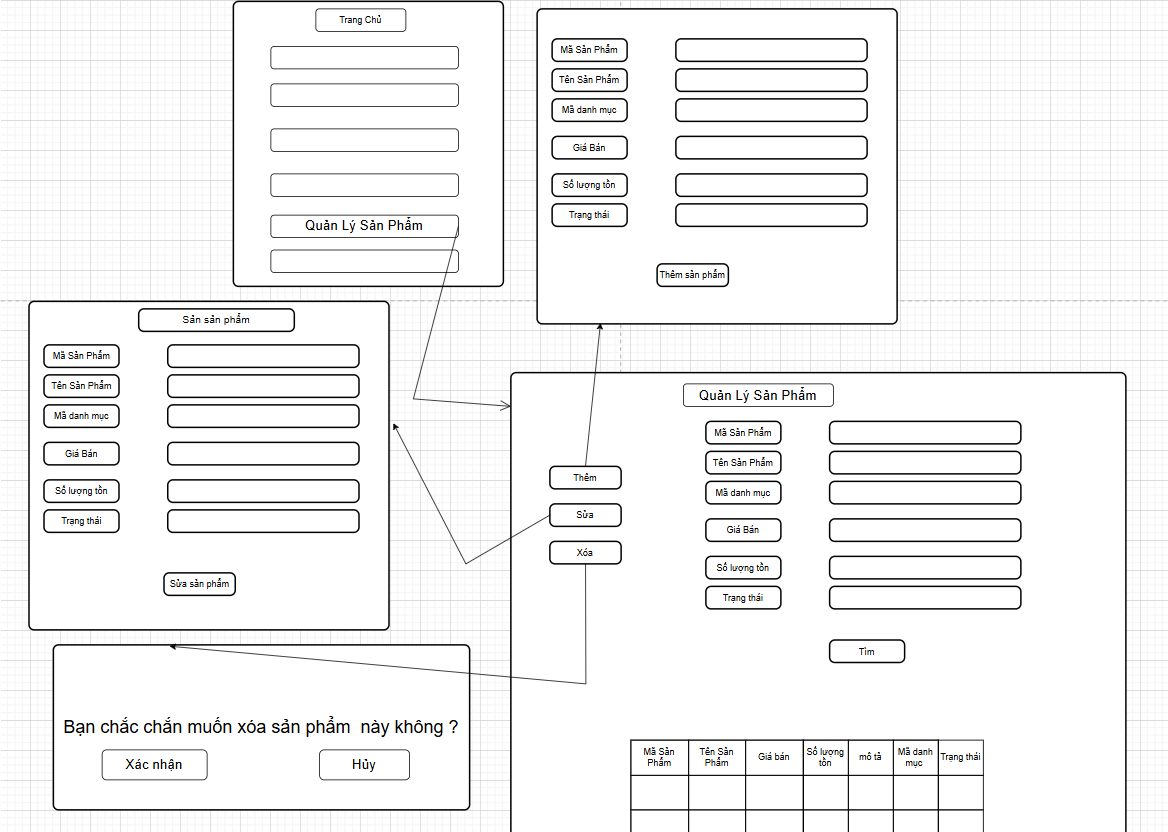 Trang Chủ
Quản Lý Sản Phẩm
Mã Sản Phẩm
Tên Sản Phẩm
Mã danh mục
Giá Bán
Số lượng tồn
Trạng thái
Thêm sản phẩm
Sản sản phẩm
Mã Sản Phẩm
Tên Sản Phẩm
Mã danh mục
Giá Bán
Số lượng tồn
Trạng thái
Sửa sản phẩm
Quản Lý Sản Phẩm
Mã Sản Phẩm
Tên Sản Phẩm
Mã danh mục
Giá Bán
Số lượng tồn
Trạng thái
Thêm
Sửa
Xóa
Tìm
Bạn chắc chắn muốn xóa sản phẩm này không ?
Xác nhận
Hủy
Mã Sản
Phẩm
Tên Sản
Phẩm
Giá bán
Số lượng
tồn
mô tả
Mã danh
mục
Trạng thái